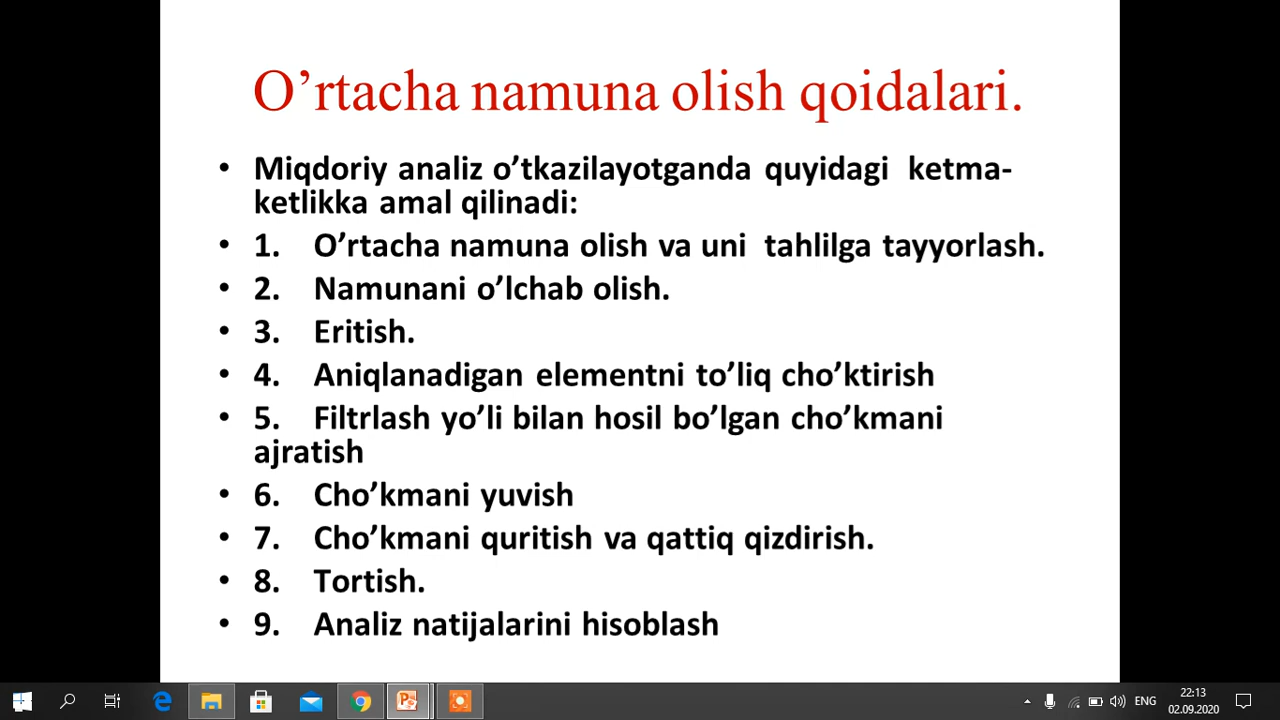 O’rtacha namuna olish qoidalari.
• Miqdoriy analiz o’tkazilayotganda quyidagi ketma-
ketlikka amal qilinadi:
• 1. O’rtacha namuna olish va uni tahlilga tayyorlash.
• 2. Namunani o’lchab olish.
• 3. Eritish.
• 4. Aniqlanadigan elementni to’liq cho’ktirish
• 5. Filtrlash yo’li bilan hosil bo’lgan cho’kmani
ajratish
• 6. Cho’kmani yuvish
• 7. Cho’kmani quritish va qattiq qizdirish.
• 8. Tortish.
• 9. Analiz natijalarini hisoblash
ENG
22:13
02.09.2020